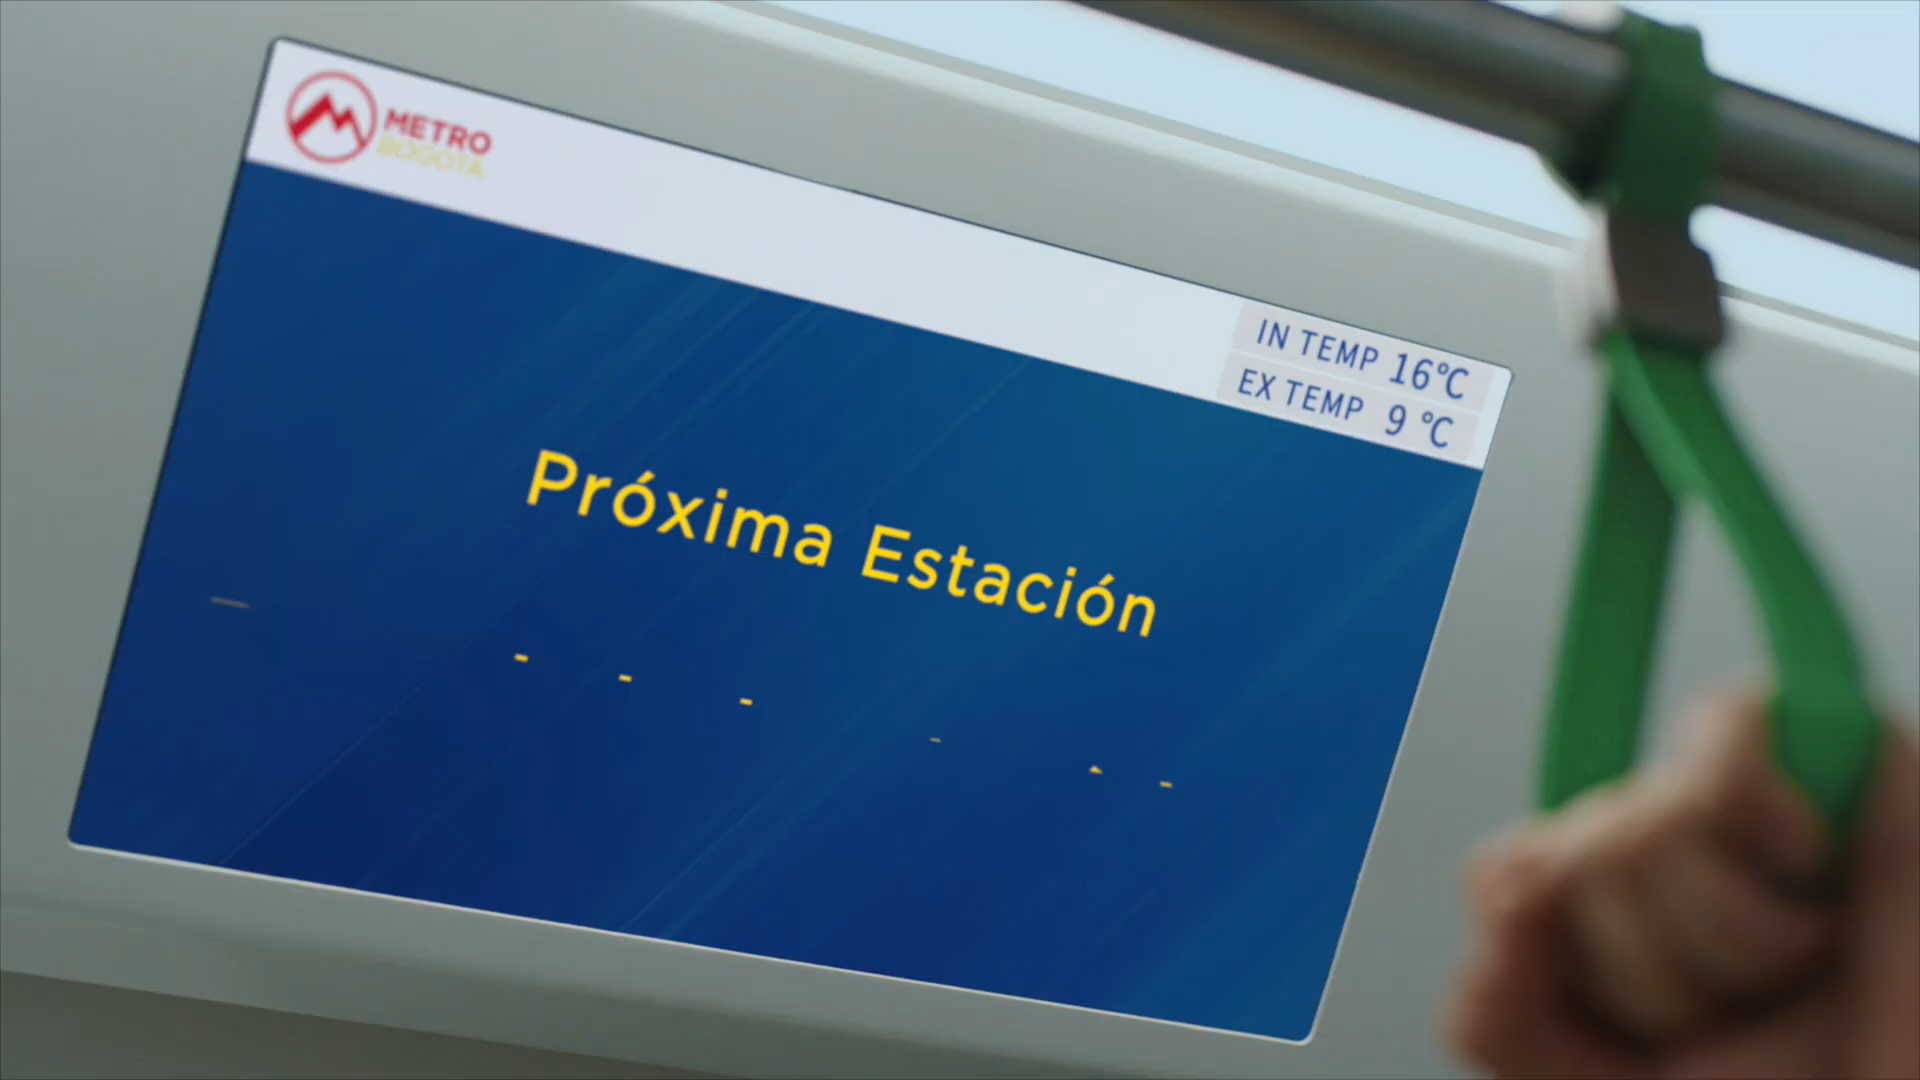 METRO
BOGOTÁ
IN TEMP 16°C
EX TEMP 9 °C
Próxima Estación